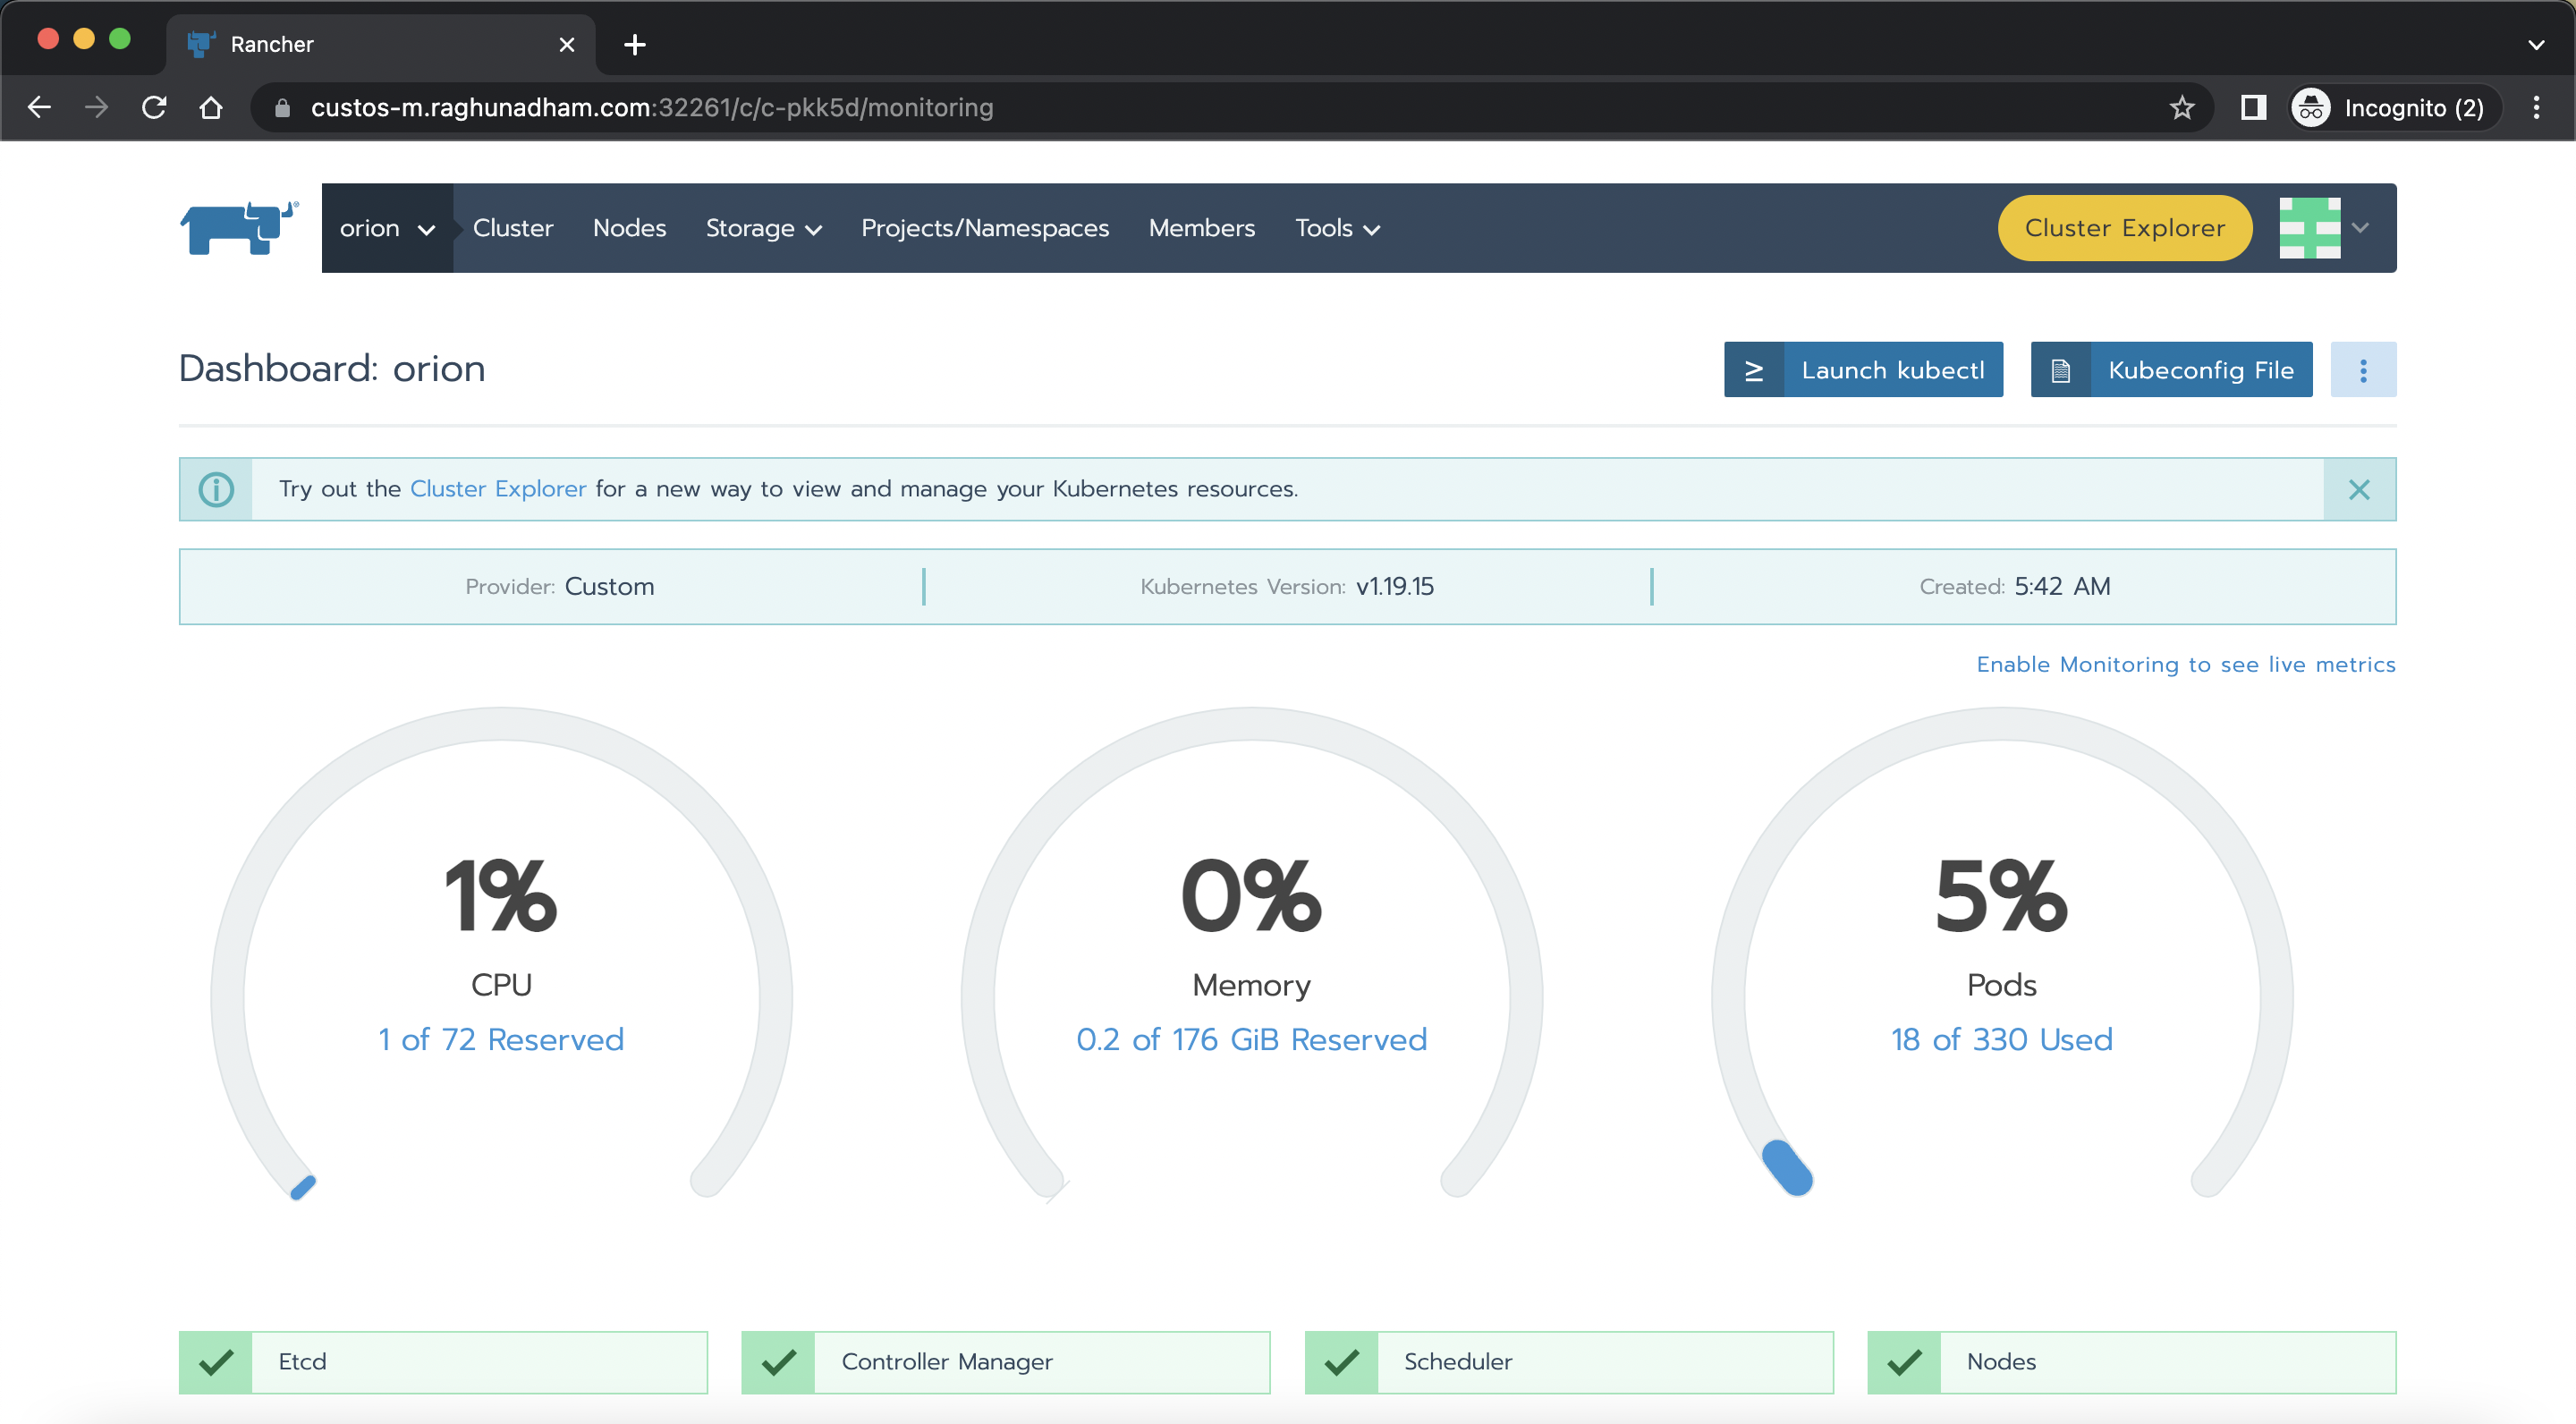 Rancher
custos-m.raghunadham.com:32261/c/c-pkk5d/monitoring
Incognito (2)
orion Cluster Nodes Storage Projects/Namespaces Members Tools Cluster Explorer
Dashboard: orion
Launch kubectl Kubeconfig File
Try out the Cluster Explorer for a new way to view and manage your Kubernetes resources.
Provider: Custom Kubernetes Version: v1.19.15 Created: 5:42 AM
Enable Monitoring to see live metrics
1% 0% 5%
CPU Memory Pods
1 of 72 Reserved 0.2 of 176 GiB Reserved 18 of 330 Used
Etcd Controller Manager Scheduler Nodes